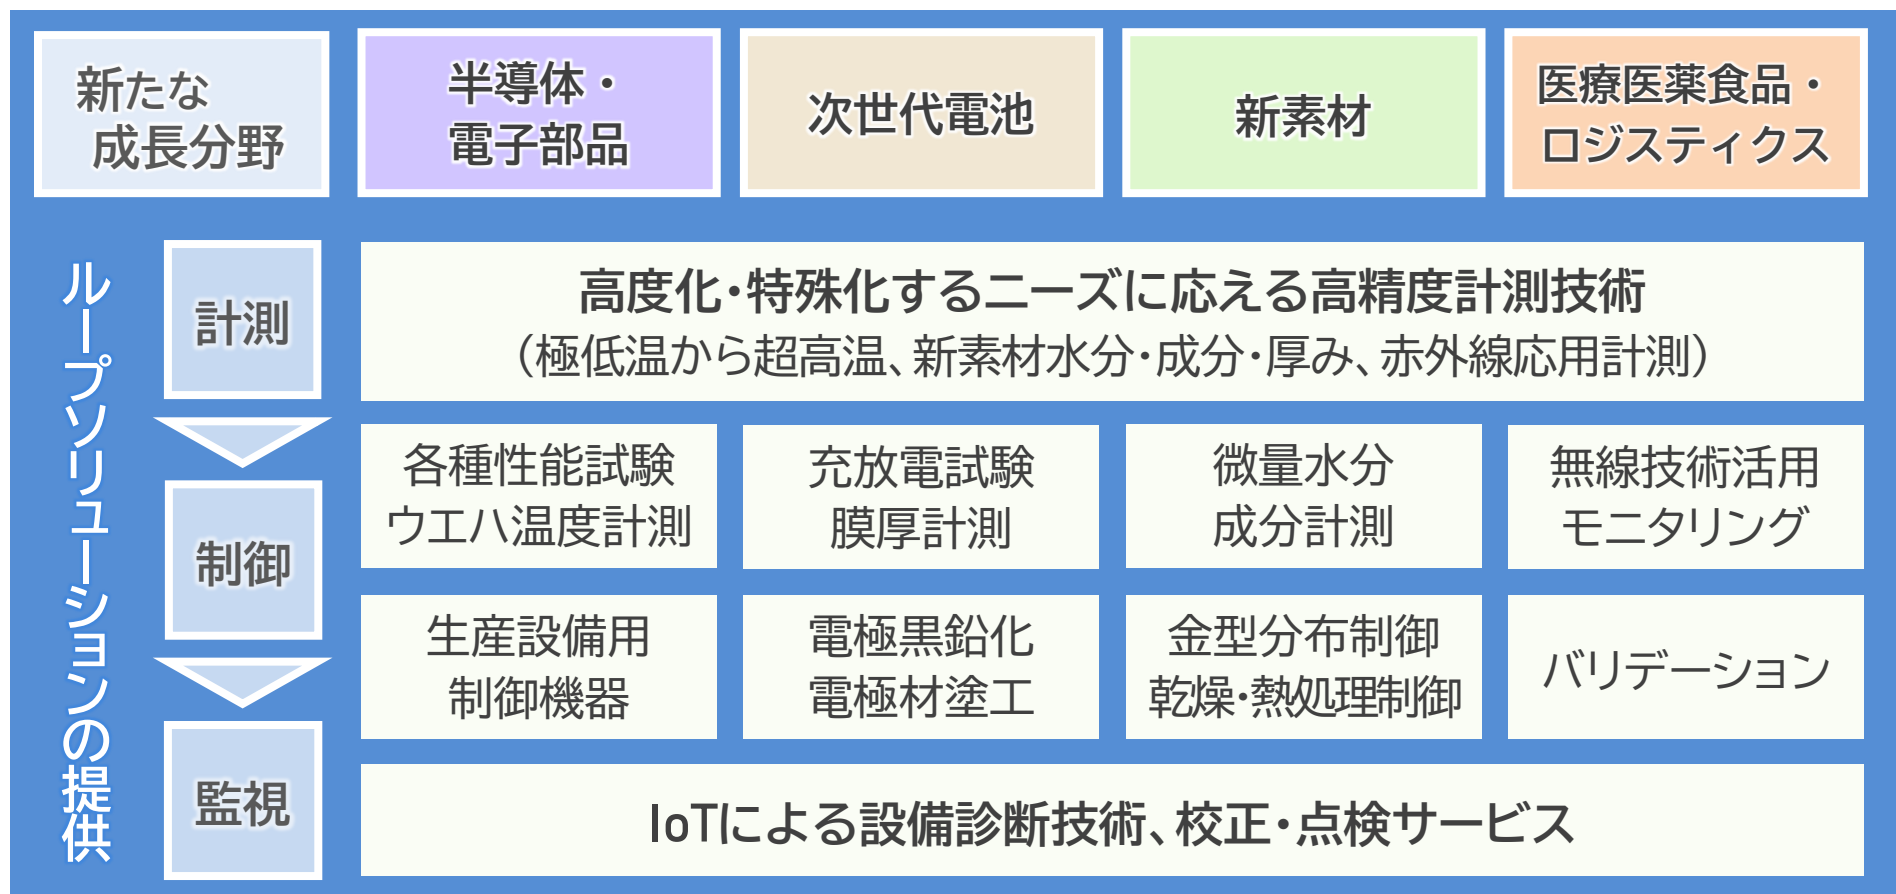 新たな
成長分野
半導体・
電子部品
次世代電池
新素材
医療医薬食品・
ロジスティクス
ループソリューションの提供
計測
高度化・特殊化するニーズに応える高精度計測技術
（極低温から超高温、新素材水分・成分・厚み、赤外線応用計測）
各種性能試験
ウエハ温度計測
充放電試験
膜厚計測
微量水分
成分計測
無線技術活用
モニタリング
制御
生産設備用
制御機器
電極黒鉛化
電極材塗工
金型分布制御
乾燥・熱処理制御
バリデーション
監視
IoTによる設備診断技術、校正・点検サービス